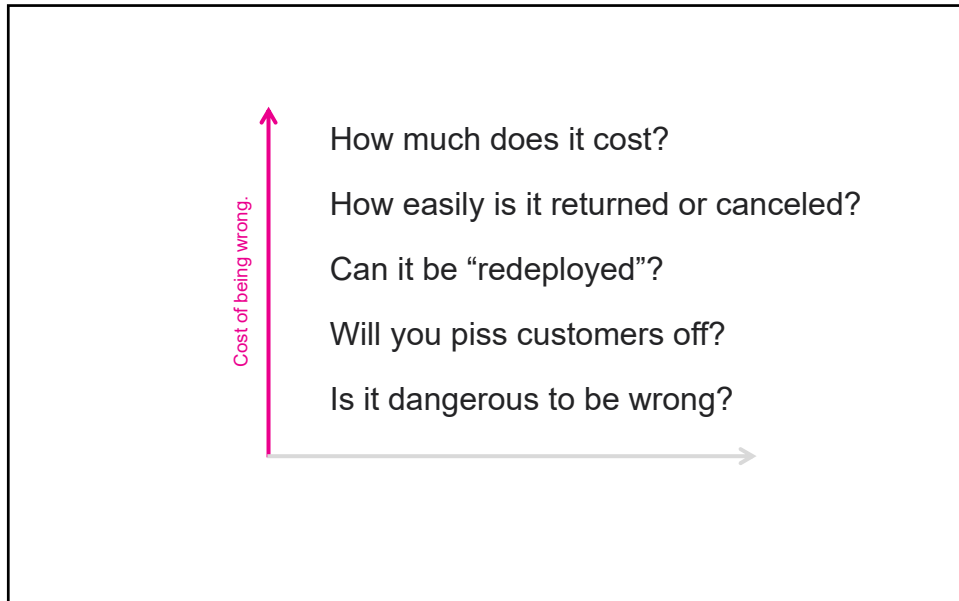 How much does it cost?
How easily is it returned or canceled?
Can it be “redeployed”?
Will you piss customers off?
Is it dangerous to be wrong?
Cost of being wrong.